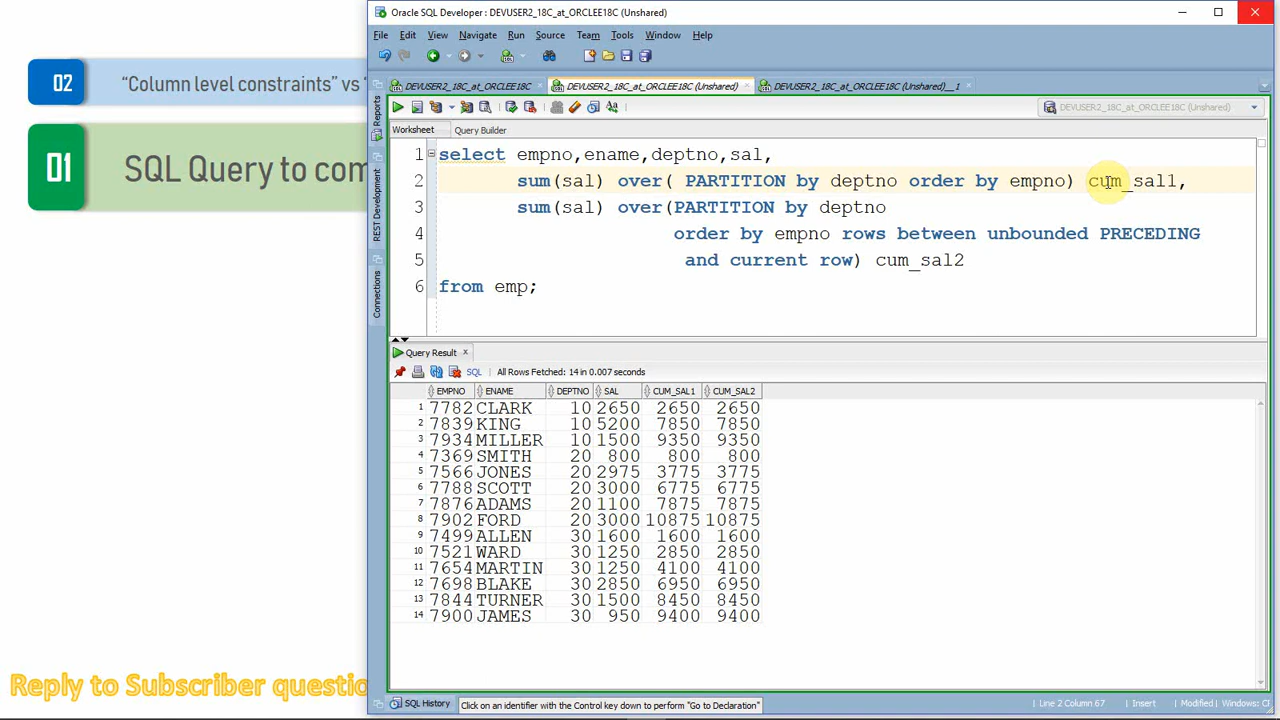 Oracle SQL Developer : DEVUSER2_18C_at_ORCLEE18C (Unshared)
File Edit View Navigate Run Source Team Tools Window Help
02
“Column level constraints” vs
01
SQL Query to com
Reply to Subscriber questio
Reports
REST Development
Connections
DEVUSER2_18C_at_ORCLEE18C
DEVUSER2_18C_at_ORCLEE18C (Unshared)
DEVUSER2_18C_at_ORCLEE18C (Unshared)__1
DEVUSER2_18C_at_ORCLEE18C (Unshared)
Worksheet Query Builder
1 select empno,ename,deptno,sal,
2 sum(sal) over( PARTITION by deptno order by empno) cum_sal1,
3 sum(sal) over(PARTITION by deptno
4 order by empno rows between unbounded PRECEDING
5 and current row) cum_sal2
6 from emp;
Query Result x
SQL | All Rows Fetched: 14 in 0.007 seconds
EMPNO ENAME DEPTNO SAL CUM_SAL1 CUM_SAL2
1 7782 CLARK 10 2650 2650 2650
2 7839 KING 10 5200 7850 7850
3 7934 MILLER 10 1500 9350 9350
4 7369 SMITH 20 800 800 800
5 7566 JONES 20 2975 3775 3775
6 7788 SCOTT 20 3000 6775 6775
7 7876 ADAMS 20 1100 7875 7875
8 7902 FORD 20 3000 10875 10875
9 7499 ALLEN 30 1600 1600 1600
10 7521 WARD 30 1250 2850 2850
11 7654 MARTIN 30 1250 4100 4100
12 7698 BLAKE 30 2850 6950 6950
13 7844 TURNER 30 1500 8450 8450
14 7900 JAMES 30 950 9400 9400
SQL History Click on an identifier with the Control key down to perform "Go to Declaration" Line 2 Column 67 Insert Modified Windows: Cl